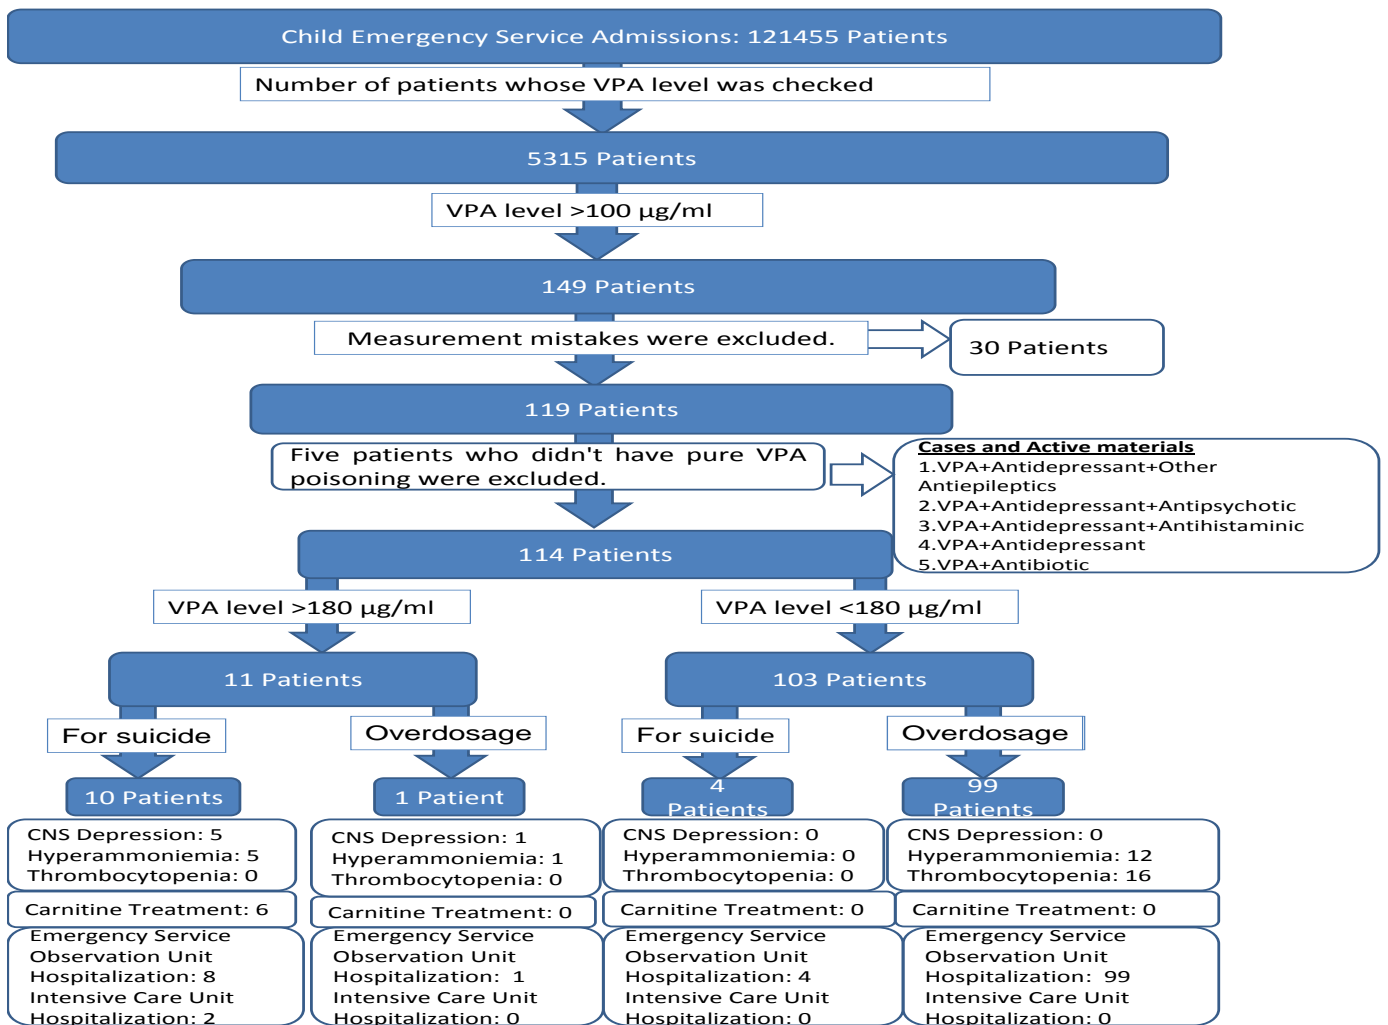 Child Emergency Service Admissions: 121455 Patients
Number of patients whose VPA level was checked
5315 Patients
VPA level >100 µg/ml
149 Patients
Measurement mistakes were excluded.
30 Patients
119 Patients
Five patients who didn't have pure VPA
poisoning were excluded.
Cases and Active materials
1.VPA+Antidepressant+Other
Antiepileptics
2.VPA+Antidepressant+Antipsychotic
3.VPA+Antidepressant+Antihistaminic
4.VPA+Antidepressant
5.VPA+Antibiotic
114 Patients
VPA level >180 µg/ml
VPA level <180 µg/ml
11 Patients
103 Patients
For suicide
Overdosage
For suicide
Overdosage
10 Patients
1 Patient
4
Patients
99
Patients
CNS Depression: 5
Hyperammoniemia: 5
Thrombocytopenia: 0
CNS Depression: 1
Hyperammoniemia: 1
Thrombocytopenia: 0
CNS Depression: 0
Hyperammoniemia: 0
Thrombocytopenia: 0
CNS Depression: 0
Hyperammoniemia: 12
Thrombocytopenia: 16
Carnitine Treatment: 6
Carnitine Treatment: 0
Carnitine Treatment: 0
Carnitine Treatment: 0
Emergency Service
Observation Unit
Hospitalization: 8
Intensive Care Unit
Hospitalization: 2
Emergency Service
Observation Unit
Hospitalization: 1
Intensive Care Unit
Hospitalization: 0
Emergency Service
Observation Unit
Hospitalization: 4
Intensive Care Unit
Hospitalization: 0
Emergency Service
Observation Unit
Hospitalization: 99
Intensive Care Unit
Hospitalization: 0